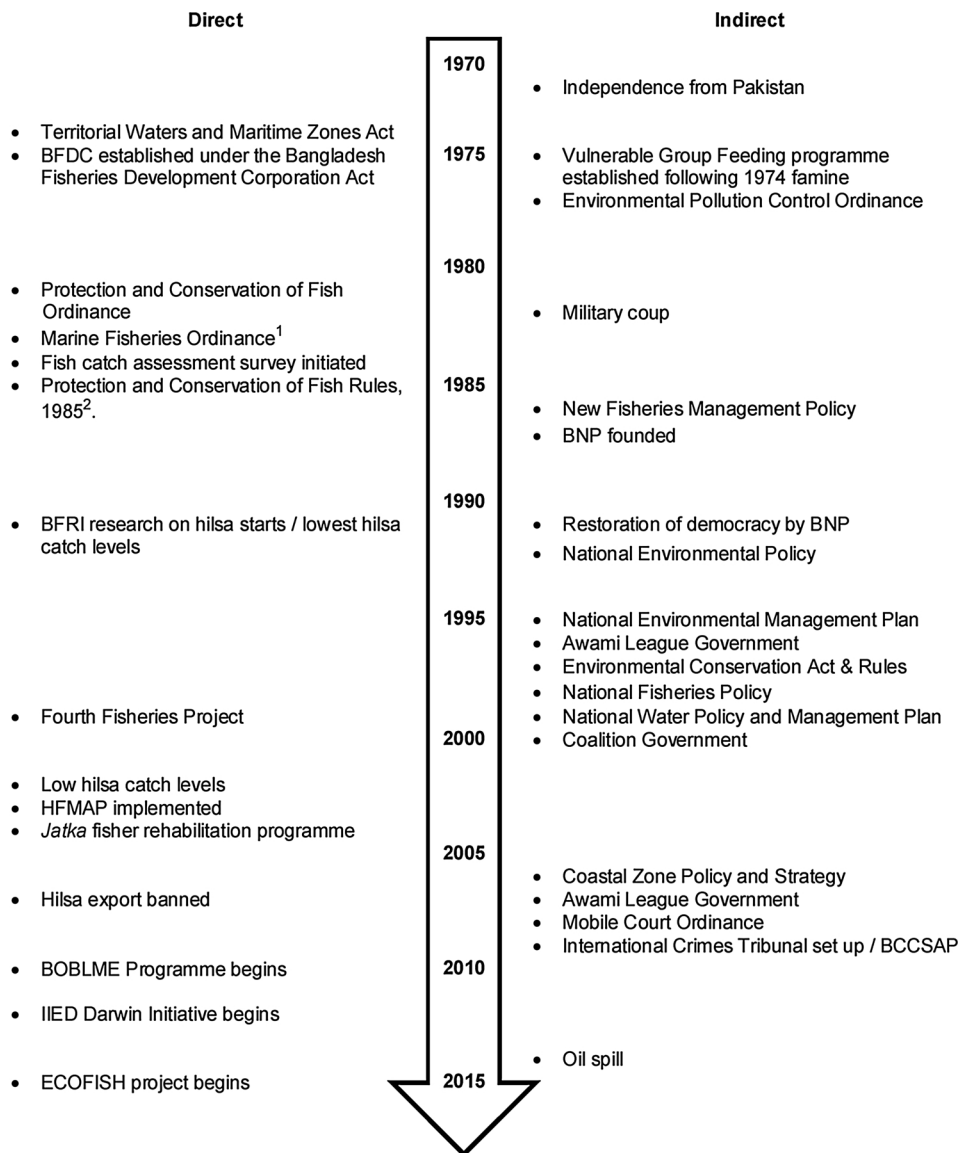 Direct
Indirect
1970
• Independence from Pakistan
• Territorial Waters and Maritime Zones Act
• BFDC established under the Bangladesh
Fisheries Development Corporation Act
1975
• Vulnerable Group Feeding programme
established following 1974 famine
• Environmental Pollution Control Ordinance
1980
• Protection and Conservation of Fish
Ordinance
• Military coup
• Marine Fisheries Ordinance¹
• Fish catch assessment survey initiated
• Protection and Conservation of Fish Rules,
1985².
1985
• New Fisheries Management Policy
• BNP founded
1990
• BFRI research on hilsa starts / lowest hilsa
catch levels
• Restoration of democracy by BNP
• National Environmental Policy
1995
• National Environmental Management Plan
• Awami League Government
• Environmental Conservation Act & Rules
• National Fisheries Policy
• Fourth Fisheries Project
• National Water Policy and Management Plan
2000
• Coalition Government
• Low hilsa catch levels
• HFMAP implemented
• Jatka fisher rehabilitation programme
2005
• Coastal Zone Policy and Strategy
• Hilsa export banned
• Awami League Government
• Mobile Court Ordinance
• International Crimes Tribunal set up / BCCSAP
• BOBLME Programme begins
2010
• IIED Darwin Initiative begins
• Oil spill
• ECOFISH project begins
2015